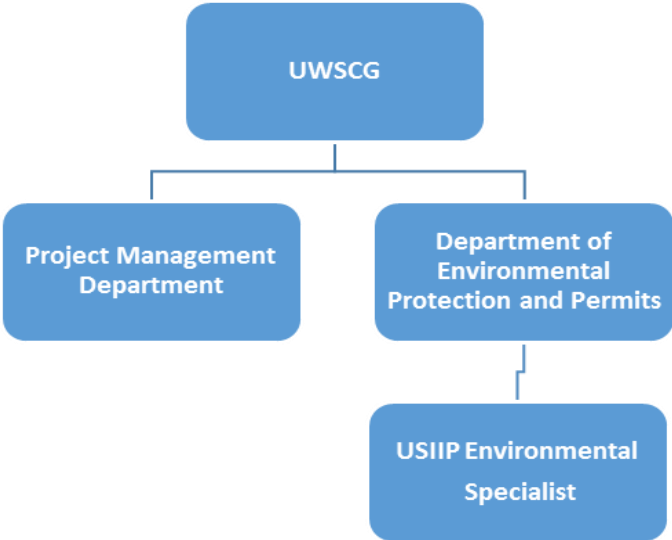 UWSCG
Project Management
Department
Department of
Environmental
Protection and Permits
USIIP Environmental
Specialist